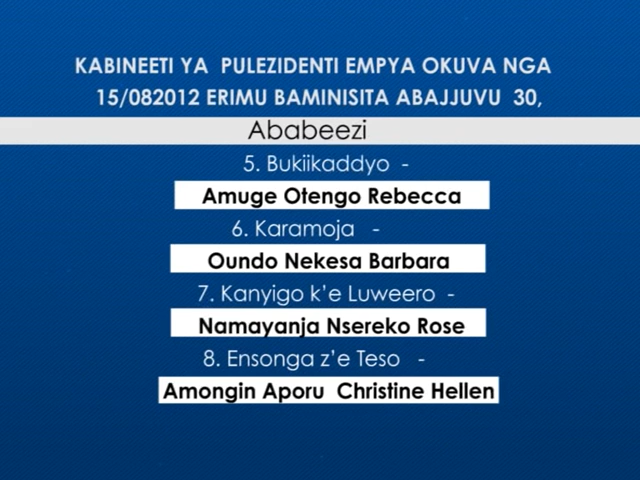 KABINEETI YA PULEZIDENTI EMPYA OKUVA NGA
15/082012 ERIMU BAMINISITA ABAJJUVU 30,
Ababeezi
5. Bukiikaddyo -
Amuge Otengo Rebecca
6. Karamoja -
Oundo Nekesa Barbara
7. Kanyigo k’e Luweero -
Namayanja Nsereko Rose
8. Ensonga z’e Teso -
Amongin Aporu Christine Hellen